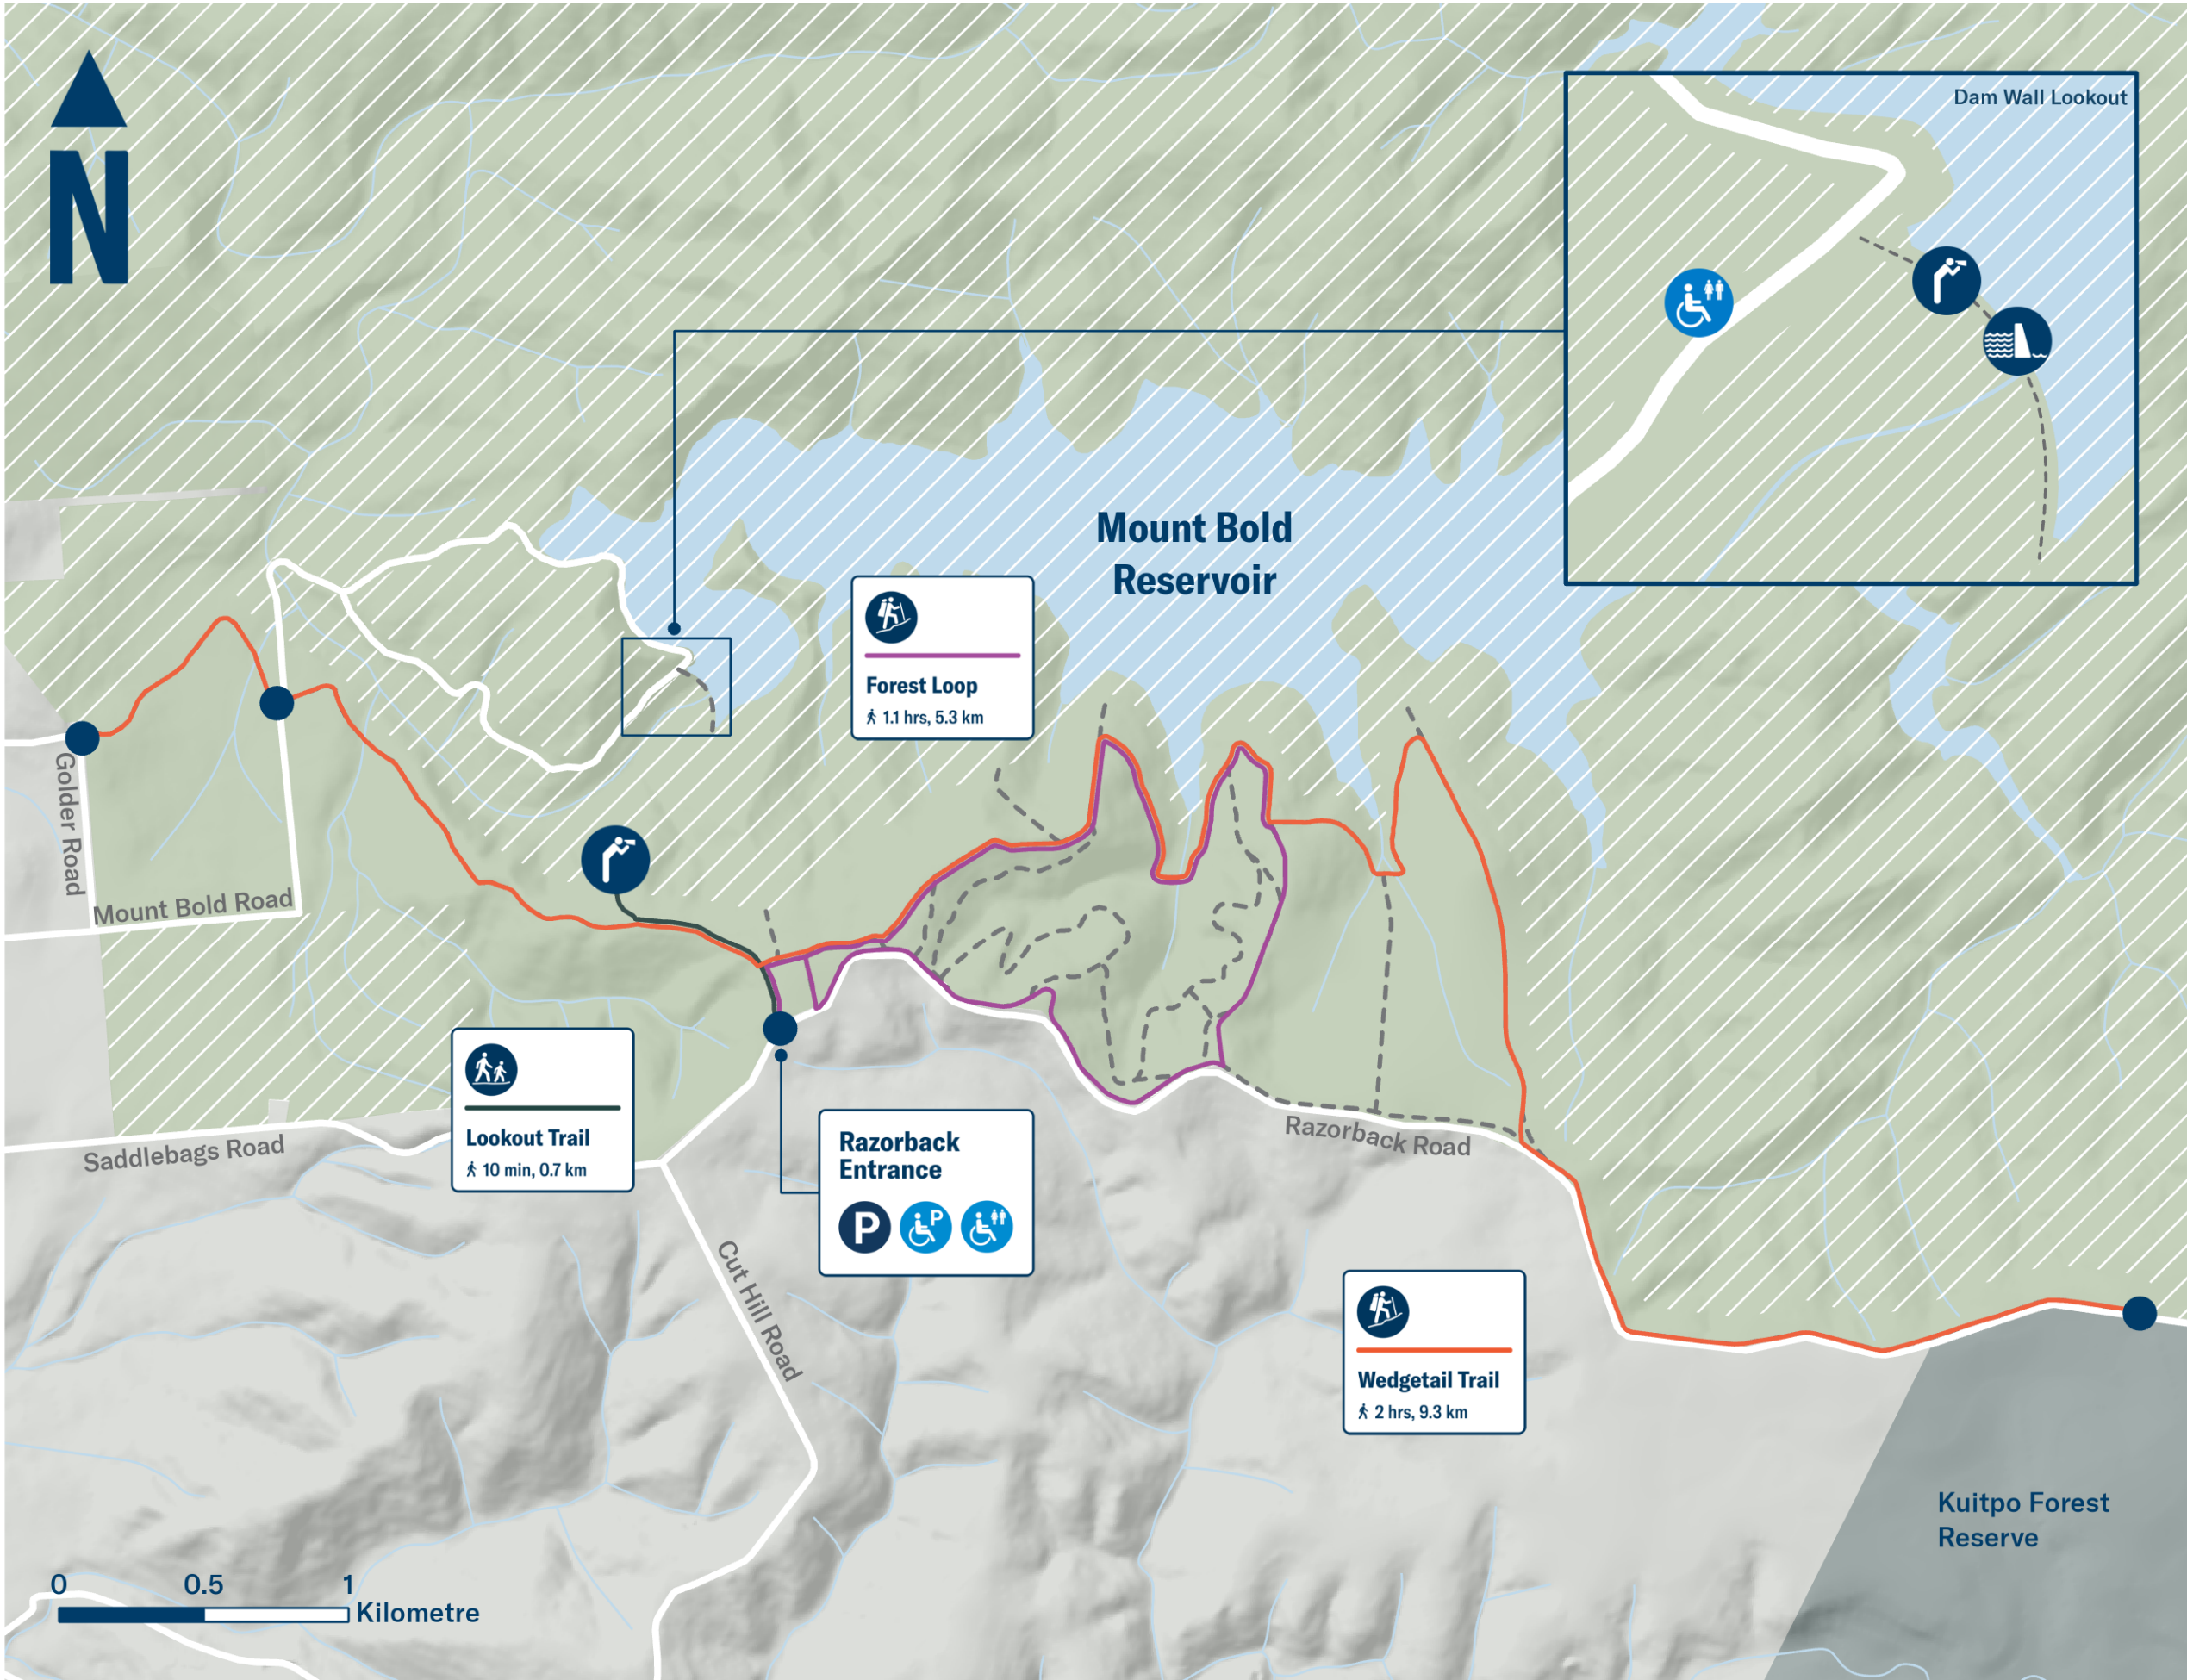 N
Dam Wall Lookout
Mount Bold
Reservoir
Forest Loop
1.1 hrs, 5.3 km
Golder Road
Mount Bold Road
Saddlebags Road
Lookout Trail
10 min, 0.7 km
Razorback
Entrance
P
P
Razorback Road
Cut Hill Road
Wedgetail Trail
2 hrs, 9.3 km
Kuitpo Forest
Reserve
0 0.5 1
Kilometre